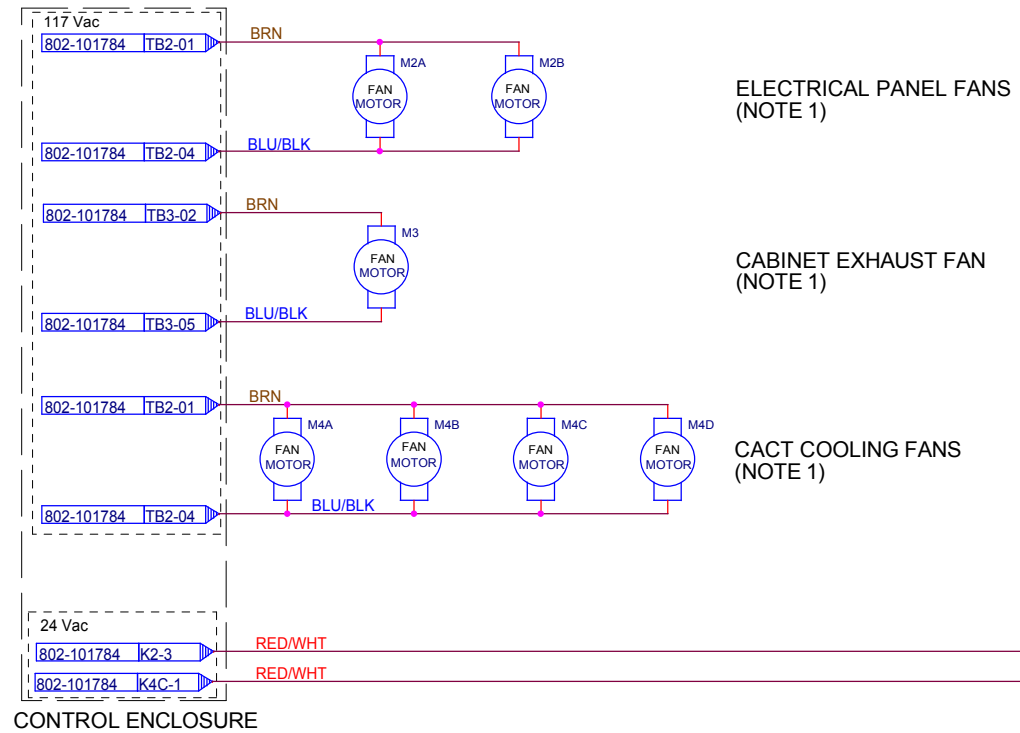 117 Vac
802-101784 TB2-01
BRN
M2A
M2B
FAN
MOTOR
FAN
MOTOR
ELECTRICAL PANEL FANS
(NOTE 1)
802-101784 TB2-04
BLU/BLK
802-101784 TB3-02
BRN
M3
FAN
MOTOR
CABINET EXHAUST FAN
(NOTE 1)
802-101784 TB3-05
BLU/BLK
802-101784 TB2-01
BRN
M4A
M4B
M4C
M4D
FAN
MOTOR
FAN
MOTOR
FAN
MOTOR
FAN
MOTOR
CACT COOLING FANS
(NOTE 1)
802-101784 TB2-04
BLU/BLK
24 Vac
802-101784 K2-3
RED/WHT
802-101784 K4C-1
RED/WHT
CONTROL ENCLOSURE